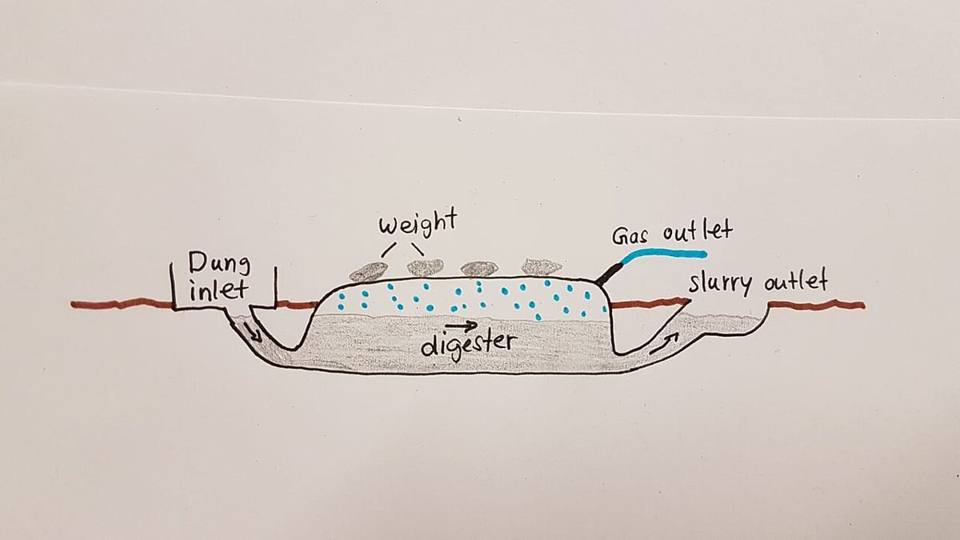 Weight
Gas outlet
Dung
inlet
slurry outlet
digester